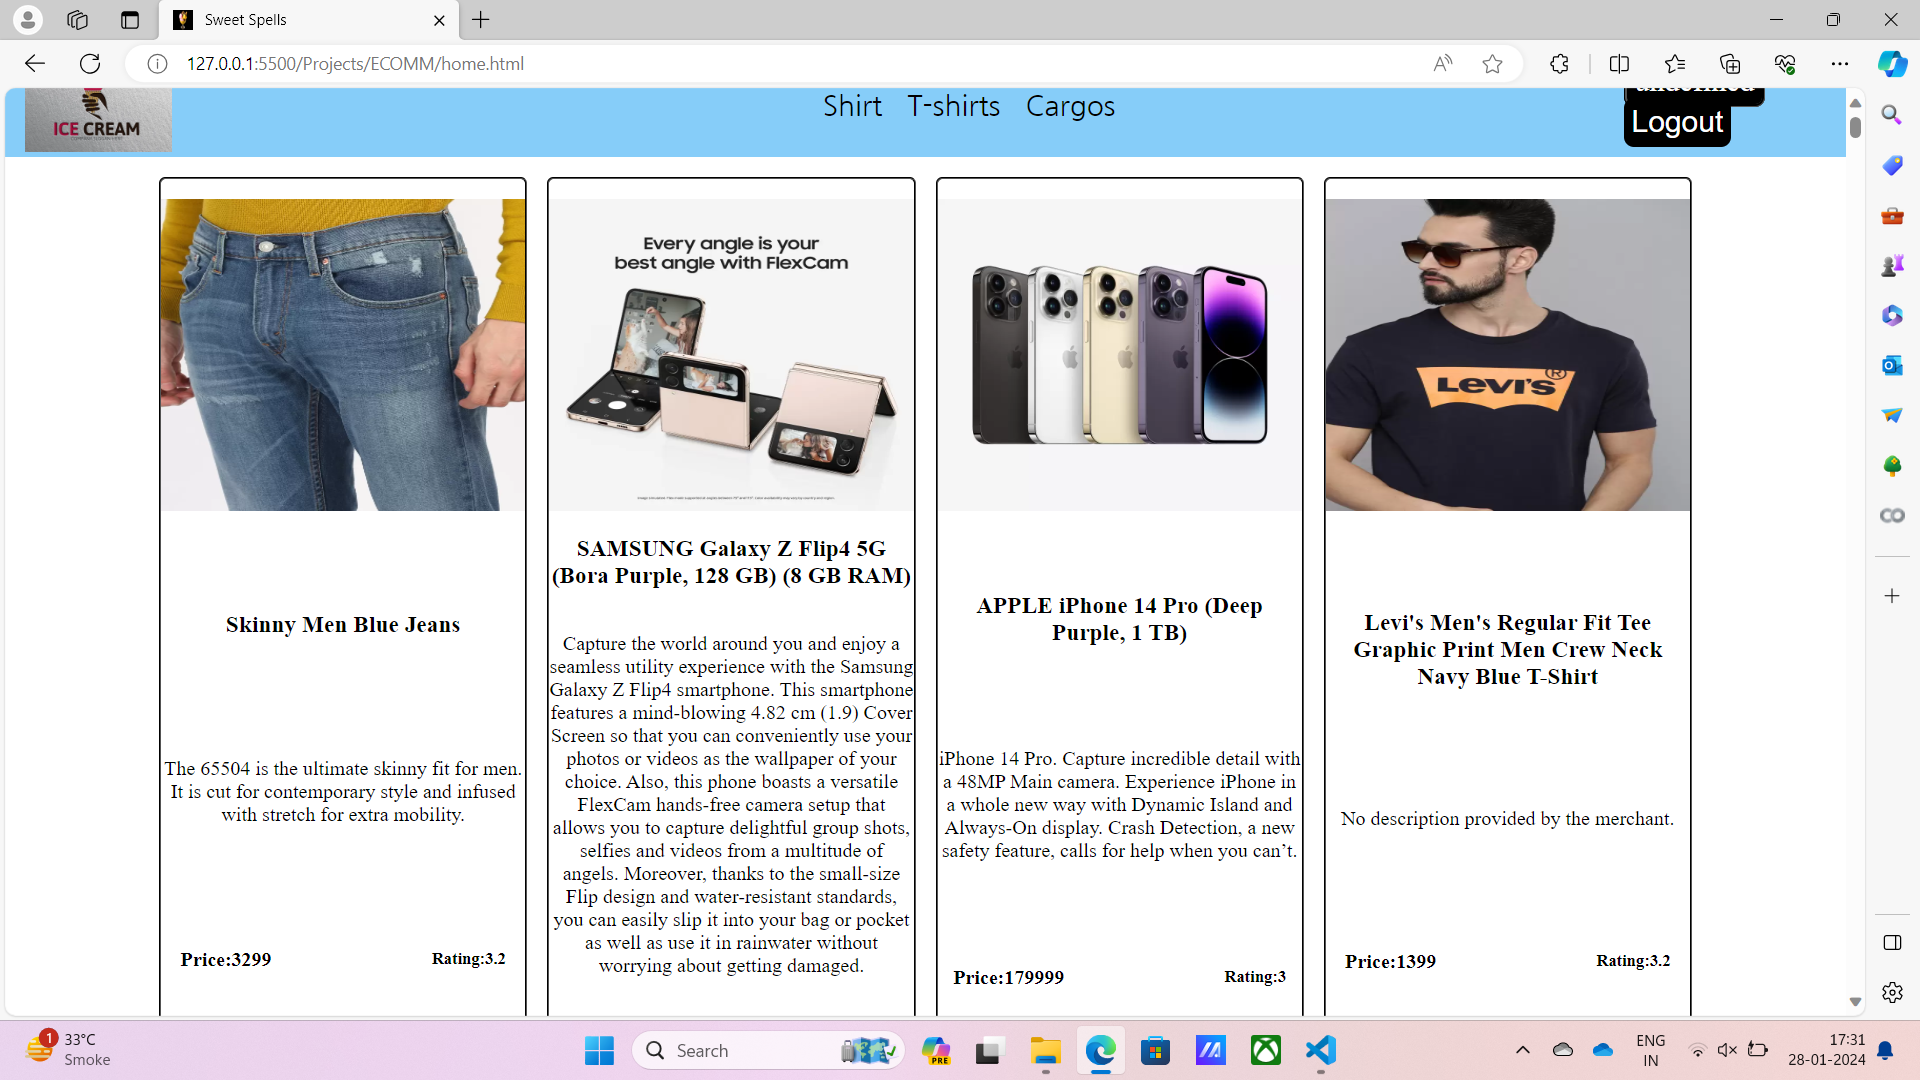 Sweet Spells
127.0.0.1:5500/Projects/ECOMM/home.html
ICE CREAM
Shirt T-shirts Cargos
undefined
Logout
Every angle is your
best angle with FlexCam
Levi's®
Skinny Men Blue Jeans
The 65504 is the ultimate skinny fit for men.
It is cut for contemporary style and infused
with stretch for extra mobility.
Price:3299 Rating:3.2
SAMSUNG Galaxy Z Flip4 5G
(Bora Purple, 128 GB) (8 GB RAM)
Capture the world around you and enjoy a
seamless utility experience with the Samsung
Galaxy Z Flip4 smartphone. This smartphone
features a mind-blowing 4.82 cm (1.9) Cover
Screen so that you can conveniently use your
photos or videos as the wallpaper of your
choice. Also, this phone boasts a versatile
FlexCam hands-free camera setup that
allows you to capture delightful group shots,
selfies and videos from a multitude of
angels. Moreover, thanks to the small-size
Flip design and water-resistant standards,
you can easily slip it into your bag or pocket
as well as use it in rainwater without
worrying about getting damaged.
APPLE iPhone 14 Pro (Deep
Purple, 1 TB)
iPhone 14 Pro. Capture incredible detail with
a 48MP Main camera. Experience iPhone in
a whole new way with Dynamic Island and
Always-On display. Crash Detection, a new
safety feature, calls for help when you can’t.
Price:179999 Rating:3
Levi's Men's Regular Fit Tee
Graphic Print Men Crew Neck
Navy Blue T-Shirt
No description provided by the merchant.
Price:1399 Rating:3.2
1
33°C
Smoke
Search
PRE
ENG
IN
17:31
28-01-2024